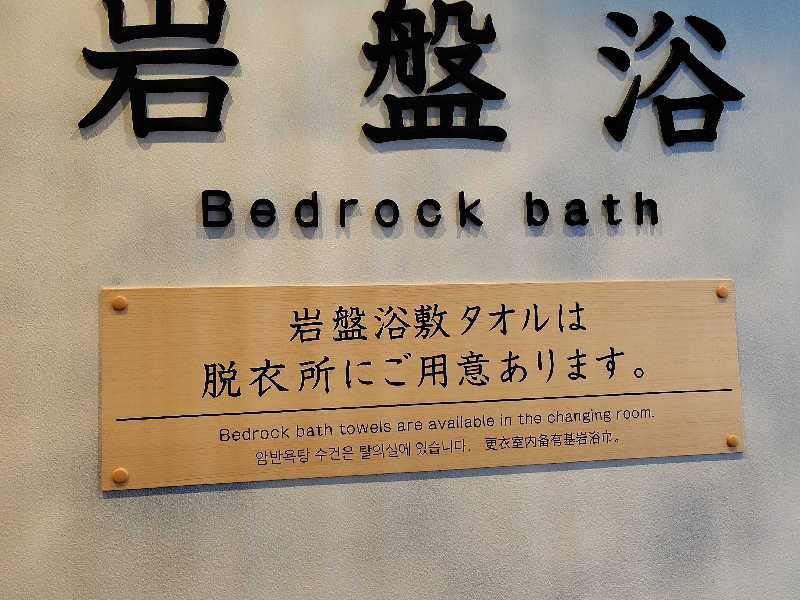 岩盤浴
Bedrock bath
岩盤浴敷タオルは
脱衣所にご用意あります。
Bedrock bath towels are available in the changing room.
암반욕탕 수건은 탈의실에 있습니다. 更衣室内备有基岩浴巾。